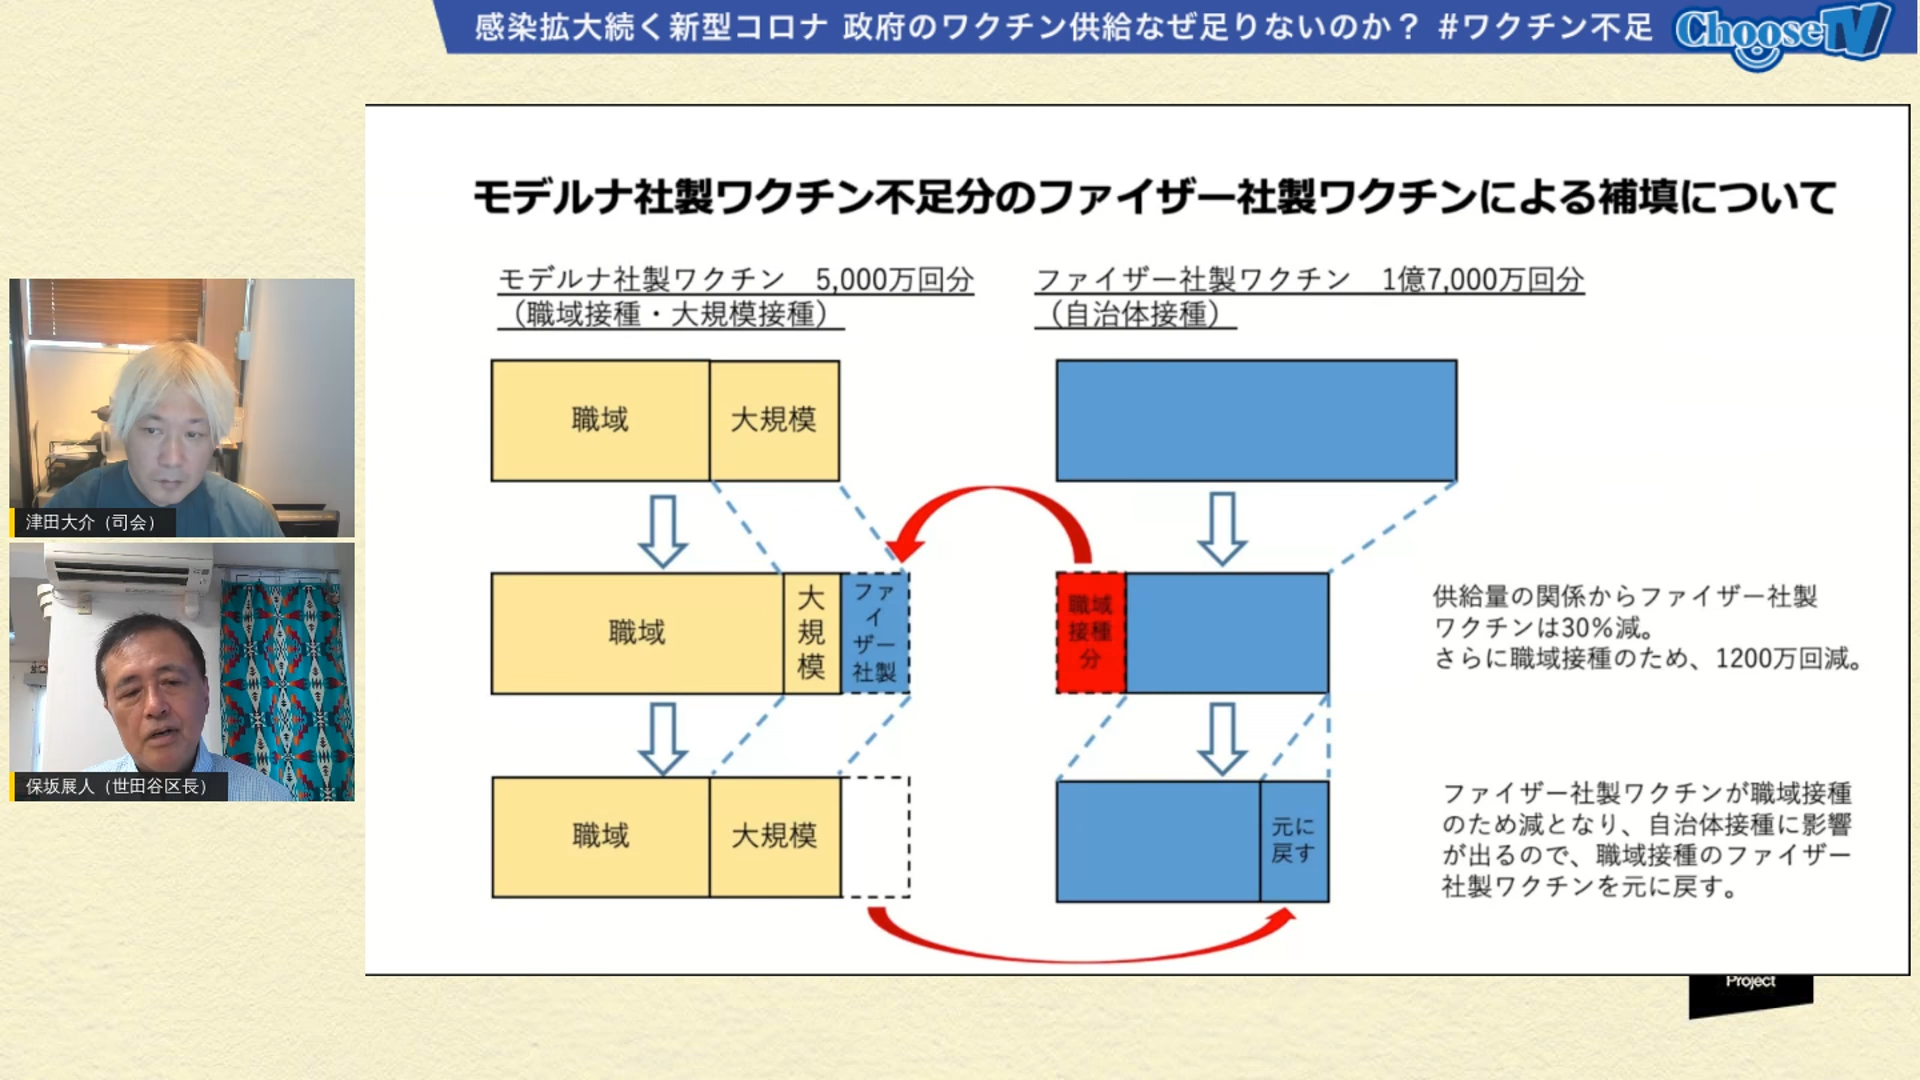 感染拡大続く新型コロナ 政府のワクチン供給なぜ足りないのか？ #ワクチン不足
ChooseTV
モデルナ社製ワクチン不足分のファイザー社製ワクチンによる補填について
モデルナ社製ワクチン　5,000万回分
（職域接種・大規模接種）
ファイザー社製ワクチン　1億7,000万回分
（自治体接種）
職域
大規模
職域
大
規
模
ファ
イ
ザー
社製
職域
接種
分
供給量の関係からファイザー社製
ワクチンは30%減。
さらに職域接種のため、1200万回減。
職域
大規模
元に
戻す
ファイザー社製ワクチンが職域接種
のため減となり、自治体接種に影響
が出るので、職域接種のファイザー
社製ワクチンを元に戻す。
津田大介（司会）
保坂展人（世田谷区長）
Project